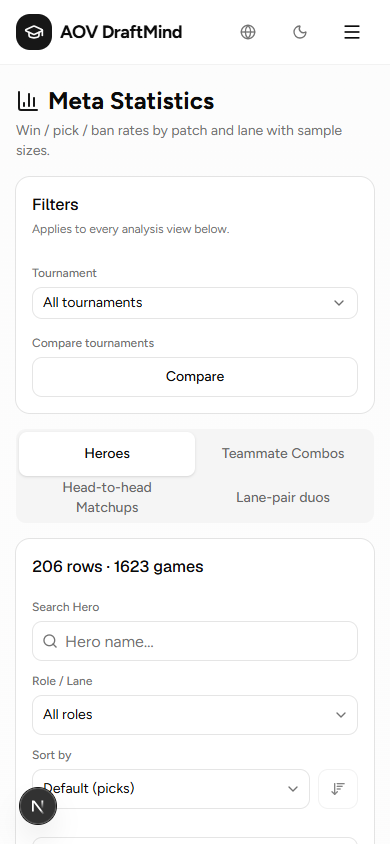 AOV DraftMind
Meta Statistics
Win / pick / ban rates by patch and lane with sample
sizes.
Filters
Applies to every analysis view below.
Tournament
All tournaments
Compare tournaments
Compare
Heroes
Teammate Combos
Head-to-head
Matchups
Lane-pair duos
206 rows · 1623 games
Search Hero
Hero name...
Role / Lane
All roles
Sort by
Default (picks)
N